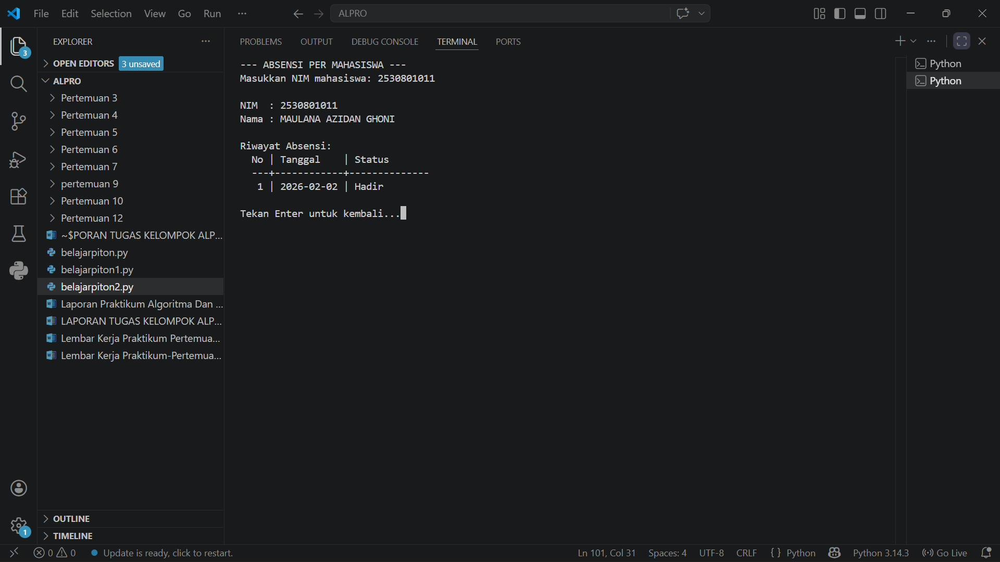 File Edit Selection View Go Run ···
ALPRO
EXPLORER
OPEN EDITORS 3 unsaved
ALPRO
Pertemuan 3
Pertemuan 4
Pertemuan 5
Pertemuan 6
Pertemuan 7
pertemuan 9
Pertemuan 10
Pertemuan 12
~$PORAN TUGAS KELOMPOK ALP...
belajarpiton.py
belajarpiton1.py
belajarpiton2.py
Laporan Praktikum Algoritma Dan ...
LAPORAN TUGAS KELOMPOK ALP...
Lembar Kerja Praktikum Pertemua...
Lembar Kerja Praktikum-Pertemua...
OUTLINE
TIMELINE
3
1
PROBLEMS OUTPUT DEBUG CONSOLE TERMINAL PORTS
--- ABSENSI PER MAHASISWA ---
Masukkan NIM mahasiswa: 2530801011
NIM  : 2530801011
Nama : MAULANA AZIDAN GHONI
Riwayat Absensi:
No | Tanggal    | Status
---+------------+--------------
1 | 2026-02-02 | Hadir
Tekan Enter untuk kembali...
Python
Python
0 0 Update is ready, click to restart.
Ln 101, Col 31 Spaces: 4 UTF-8 CRLF { } Python Python 3.14.3 Go Live